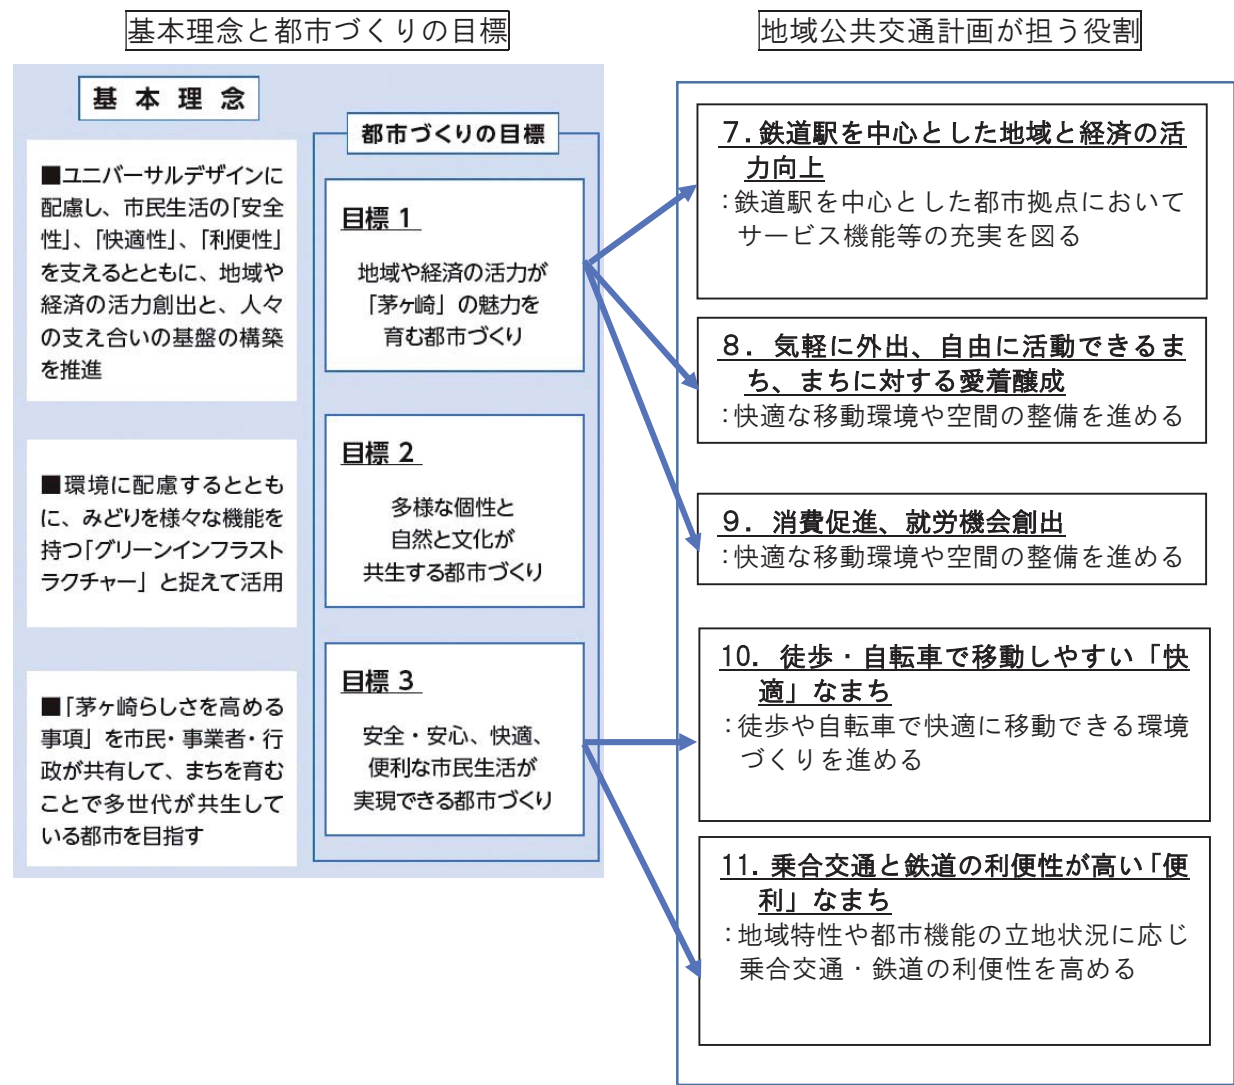 基本理念と都市づくりの目標
地域公共交通計画が担う役割
基本理念
■ユニバーサルデザインに
配慮し、市民生活の「安全
性」、「快適性」、「利便性」
を支えるとともに、地域や
経済の活力創出と、人々
の支え合いの基盤の構築
を推進
■環境に配慮するととも
に、みどりを様々な機能を
持つ「グリーンインフラスト
ラクチャー」と捉えて活用
■「茅ヶ崎らしさを高める
事項」を市民・事業者・行
政が共有して、まちを育む
ことで多世代が共生して
いる都市を目指す
都市づくりの目標
目標 1
地域や経済の活力が
「茅ヶ崎」の魅力を
育む都市づくり
目標 2
多様な個性と
自然と文化が
共生する都市づくり
目標 3
安全・安心、快適、
便利な市民生活が
実現できる都市づくり
7．鉄道駅を中心とした地域と経済の活
力向上
：鉄道駅を中心とした都市拠点において
サービス機能等の充実を図る
8．気軽に外出、自由に活動できるま
ち、まちに対する愛着醸成
：快適な移動環境や空間の整備を進める
9．消費促進、就労機会創出
：快適な移動環境や空間の整備を進める
10．徒歩・自転車で移動しやすい「快
適」なまち
：徒歩や自転車で快適に移動できる環境
づくりを進める
11．乗合交通と鉄道の利便性が高い「便
利」なまち
：地域特性や都市機能の立地状況に応じ
乗合交通・鉄道の利便性を高める